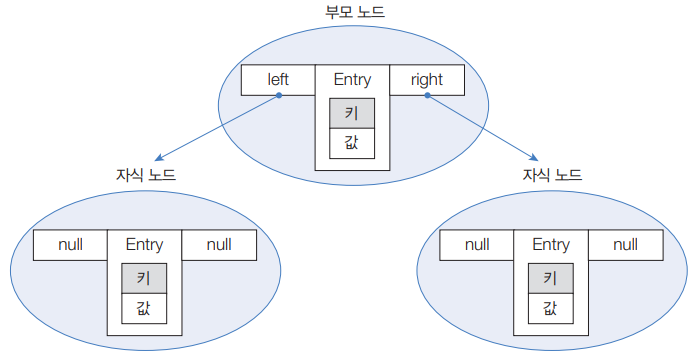 부모 노드
left Entry right
키
값
자식 노드 자식 노드
null Entry null null Entry null
키 키
값 값